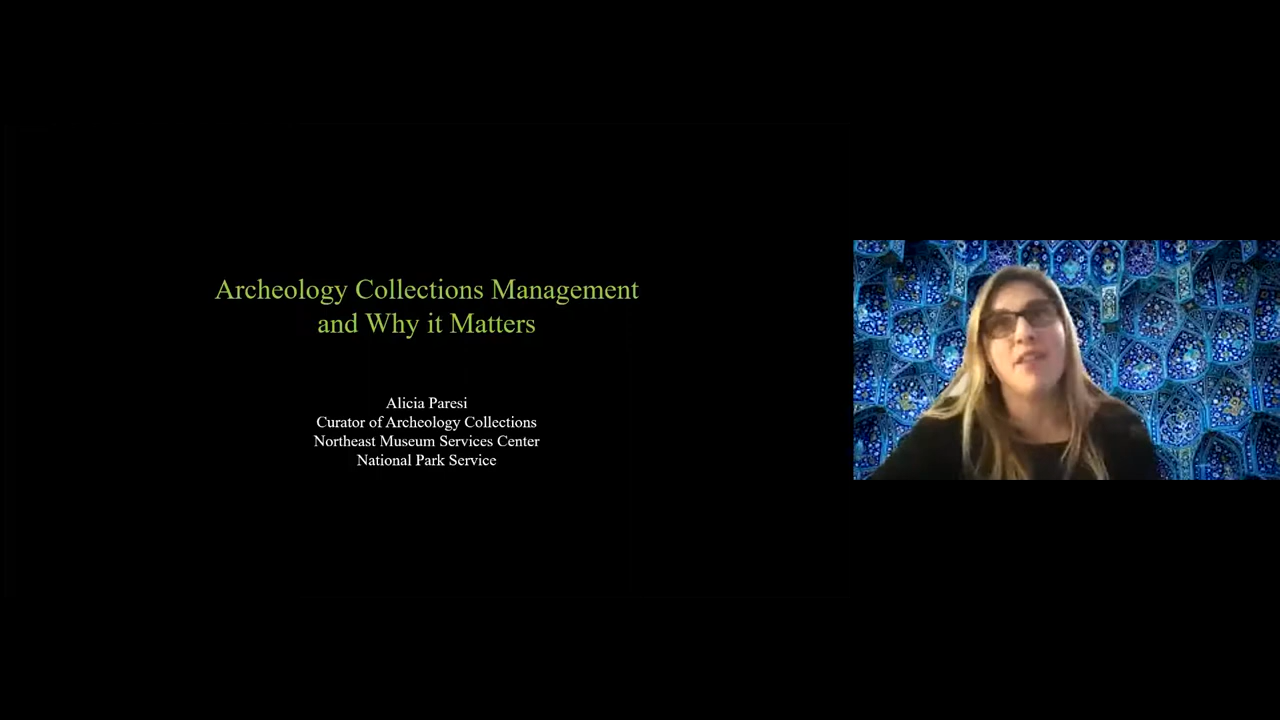 Archeology Collections Management
and Why it Matters
Alicia Paresi
Curator of Archeology Collections
Northeast Museum Services Center
National Park Service